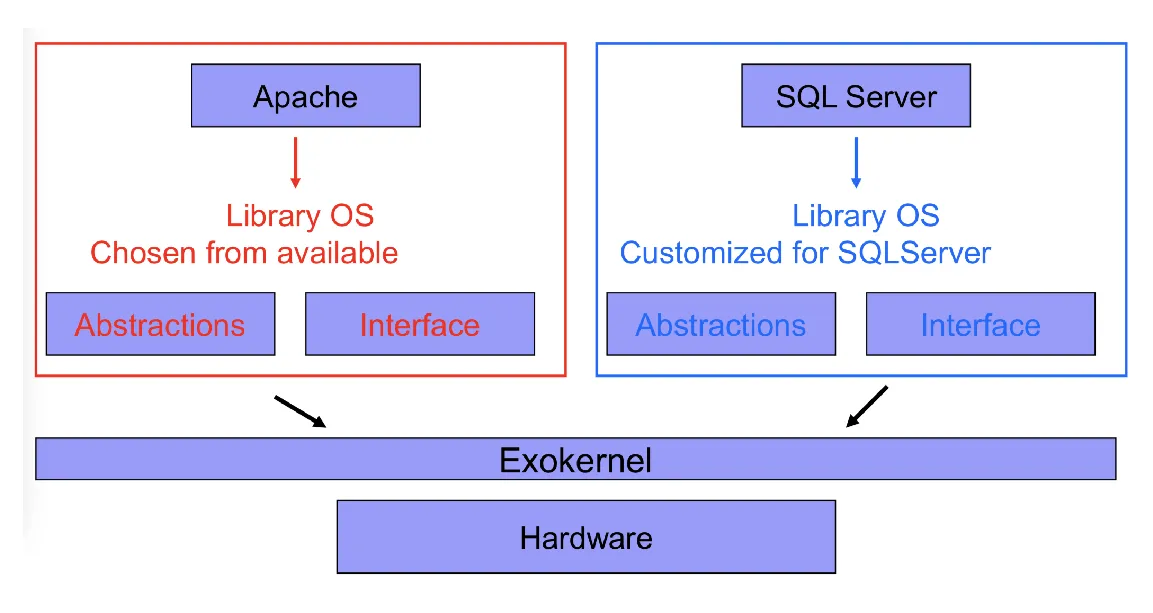 Apache
Library OS
Chosen from available
Abstractions
Interface
SQL Server
Library OS
Customized for SQLServer
Abstractions
Interface
Exokernel
Hardware